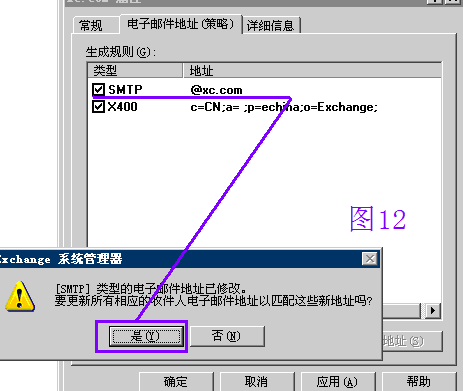 常规
电子邮件地址(策略)
详细信息
生成规则(G):
类型 地址
SMTP @xc.com
X400 c=CN;a= ;p=echina;o=Exchange;
图12
Exchange 系统管理器
[SMTP] 类型的电子邮件地址已修改。
要更新所有相应的收件人电子邮件地址以匹配这些新地址吗?
是(Y) 否(N)
地址(S)
确定 取消 应用(A) 帮助